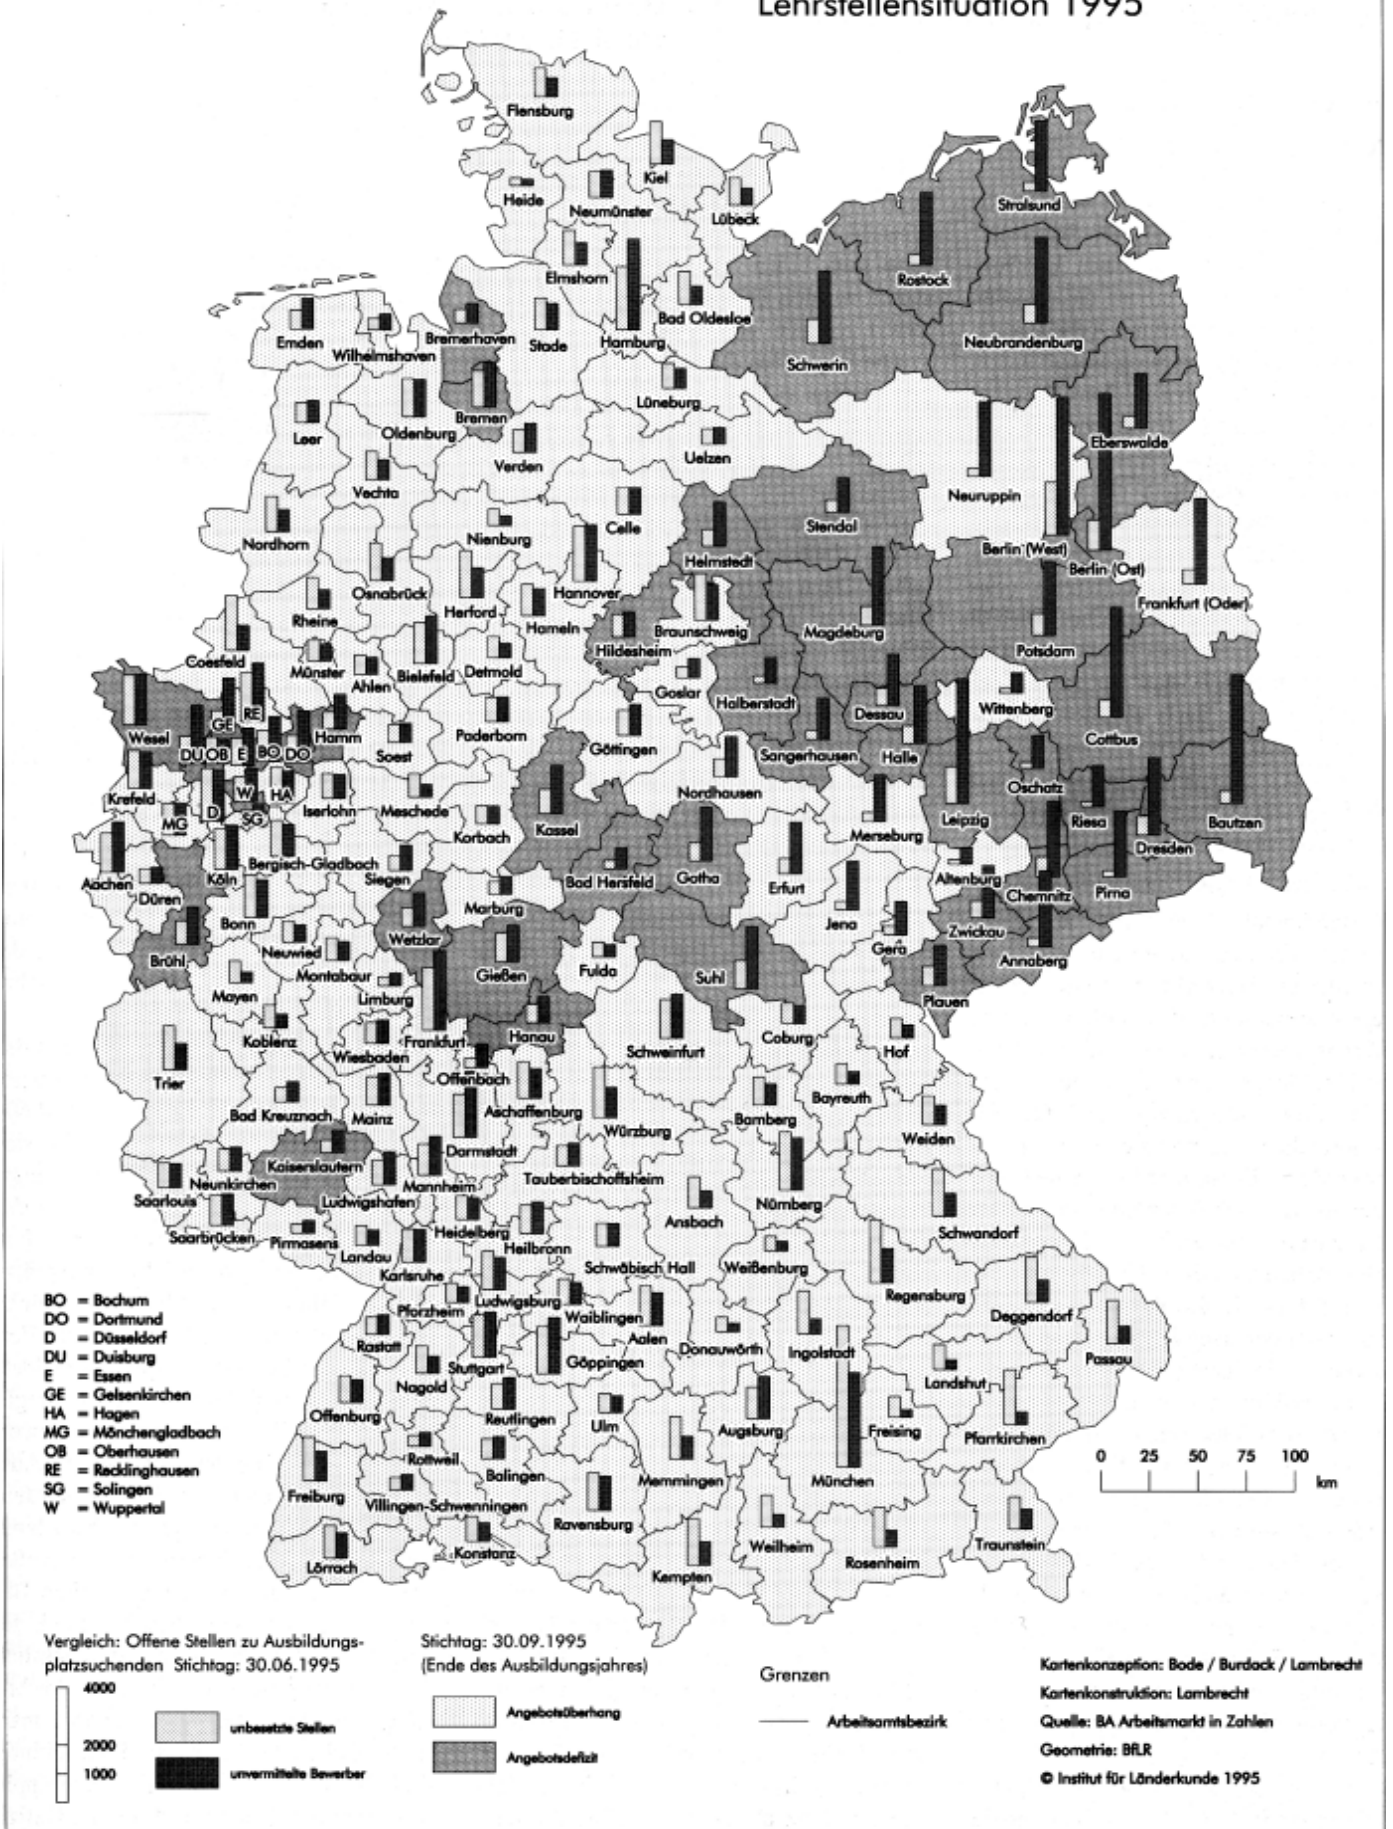 Lehrstellensituation 1995
Flensburg
Kiel
Heide
Neumünster
Lübeck
Stralsund
Elmshorn
Rostock
Bad Oldesloe
Emden
Wilhelmshaven
Bremerhaven
Stade
Hamburg
Neubrandenburg
Schwerin
Lüneburg
Bremen
Oldenburg
Leer
Verden
Uelzen
Eberswalde
Vechta
Neuruppin
Celle
Stendal
Nordhorn
Nienburg
Berlin (West)
Helmstedt
Berlin (Ost)
Osnabrück
Herford
Hannover
Frankfurt (Oder)
Rheine
Hameln
Braunschweig
Magdeburg
Hildesheim
Potsdam
Coesfeld
Münster
Ahlen
Bielefeld
Detmold
Goslar
Halberstadt
Wittenberg
Dessau
RE
GE
Wesel
Hamm
Paderborn
Göttingen
Cottbus
DU
OB
E
BO
DO
Soest
Sangerhausen
Halle
Oschatz
Krefeld
W
HA
Iserlohn
Meschede
Nordhausen
MG
D
SG
Korbach
Kassel
Merseburg
Leipzig
Riesa
Bautzen
Dresden
Bergisch-Gladbach
Aachen
Köln
Siegen
Bad Hersfeld
Gotha
Erfurt
Altenburg
Düren
Chemnitz
Pirna
Bonn
Marburg
Jena
Wetzlar
Zwickau
Gera
Neuwied
Brühl
Montabaur
Gießen
Fulda
Suhl
Annaberg
Mayen
Limburg
Plauen
Koblenz
Wiesbaden
Frankfurt
Hanau
Schweinfurt
Coburg
Hof
Trier
Offenbach
Bad Kreuznach
Mainz
Aschaffenburg
Würzburg
Bamberg
Bayreuth
Weiden
Darmstadt
Kaiserslautern
Neunkirchen
Mannheim
Tauberbischoffsheim
Saarlouis
Ludwigshafen
Nürnberg
Saarbrücken
Pirmasens
Landau
Heidelberg
Heilbronn
Ansbach
Schwandorf
Karlsruhe
Schwäbisch Hall
Weißenburg
Regensburg
Pforzheim
Ludwigsburg
Waiblingen
Deggendorf
Rastatt
Stuttgart
Göppingen
Aalen
Donauwörth
Ingolstadt
Passau
Nagold
Landshut
Offenburg
Reutlingen
Ulm
Augsburg
Freising
Pfarrkirchen
Rottweil
Balingen
Memmingen
München
Freiburg
Villingen-Schwenningen
Ravensburg
Weilheim
Traunstein
Lörrach
Konstanz
Kempten
Rosenheim
BO = Bochum
DO = Dortmund
D = Düsseldorf
DU = Duisburg
E = Essen
GE = Gelsenkirchen
HA = Hagen
MG = Mönchengladbach
OB = Oberhausen
RE = Recklinghausen
SG = Solingen
W = Wuppertal
0 25 50 75 100
km
Vergleich: Offene Stellen zu Ausbildungs-
platzsuchenden Stichtag: 30.06.1995
4000
2000
1000
unbesetzte Stellen
unvermittelte Bewerber
Stichtag: 30.09.1995
(Ende des Ausbildungsjahres)
Angebotsüberhang
Angebotsdefizit
Grenzen
Arbeitsamtsbezirk
Kartenkonzeption: Bode / Burdack / Lambrecht
Kartenkonstruktion: Lambrecht
Quelle: BA Arbeitsmarkt in Zahlen
Geometrie: BfLR
© Institut für Länderkunde 1995